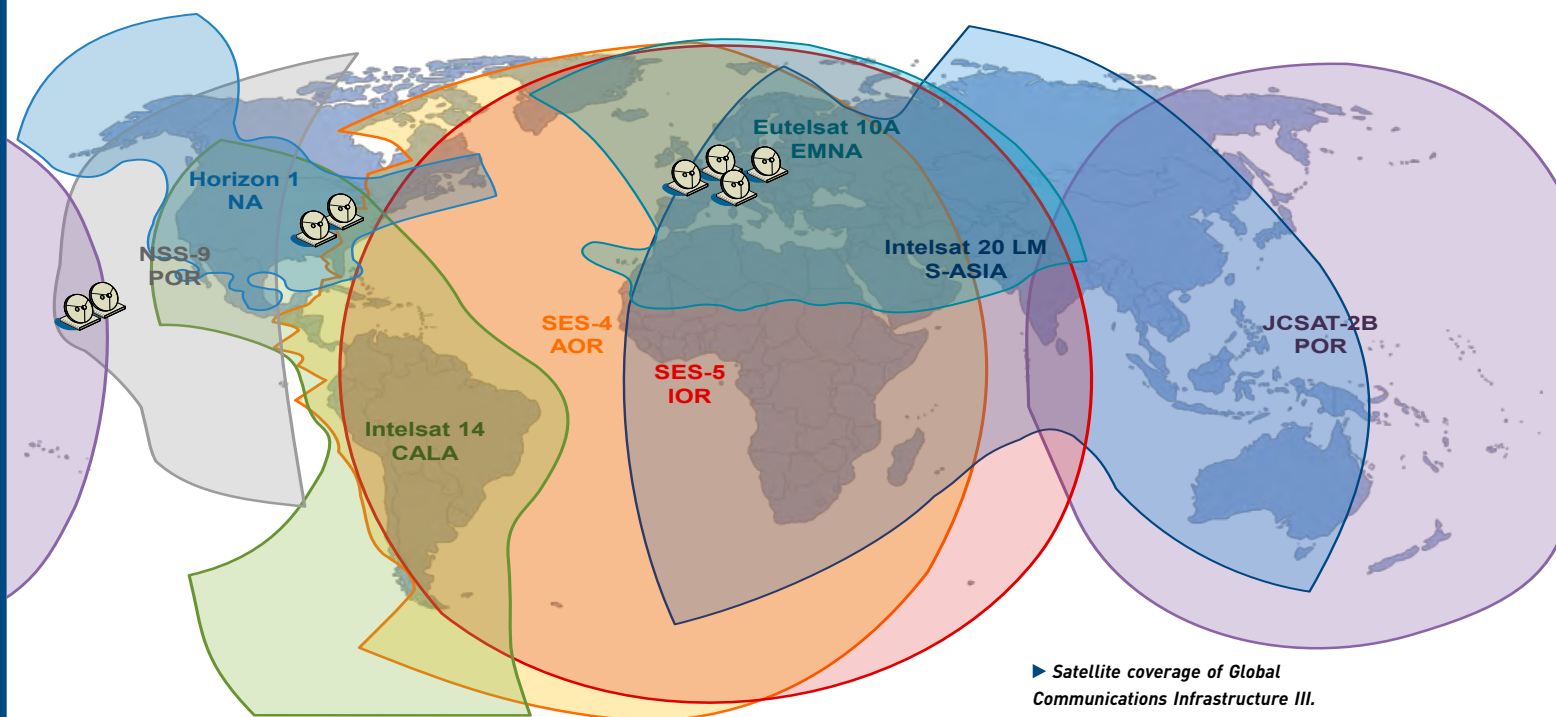 Horizon 1
NA
NSS-9
POR
Intelsat 14
CALA
SES-4
AOR
SES-5
IOR
Eutelsat 10A
EMNA
Intelsat 20 LM
S-ASIA
JCSAT-2B
POR
▶ Satellite coverage of Global
Communications Infrastructure III.